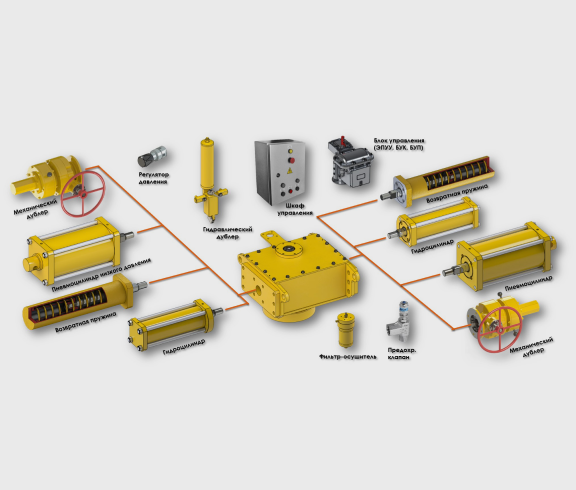 Регулятор
давления
Гидравлический
дублер
Шкаф
управления
Блок управления
(ЭПУУ, БУК, БУП)
Механический
дублер
Пневмоцилиндр низкого давления
Возвратная пружина
Гидроцилиндр
Возвратная пружина
Гидроцилиндр
Пневмоцилиндр
Механический
дублер
Фильтр-осушитель
Предохр.
клапан